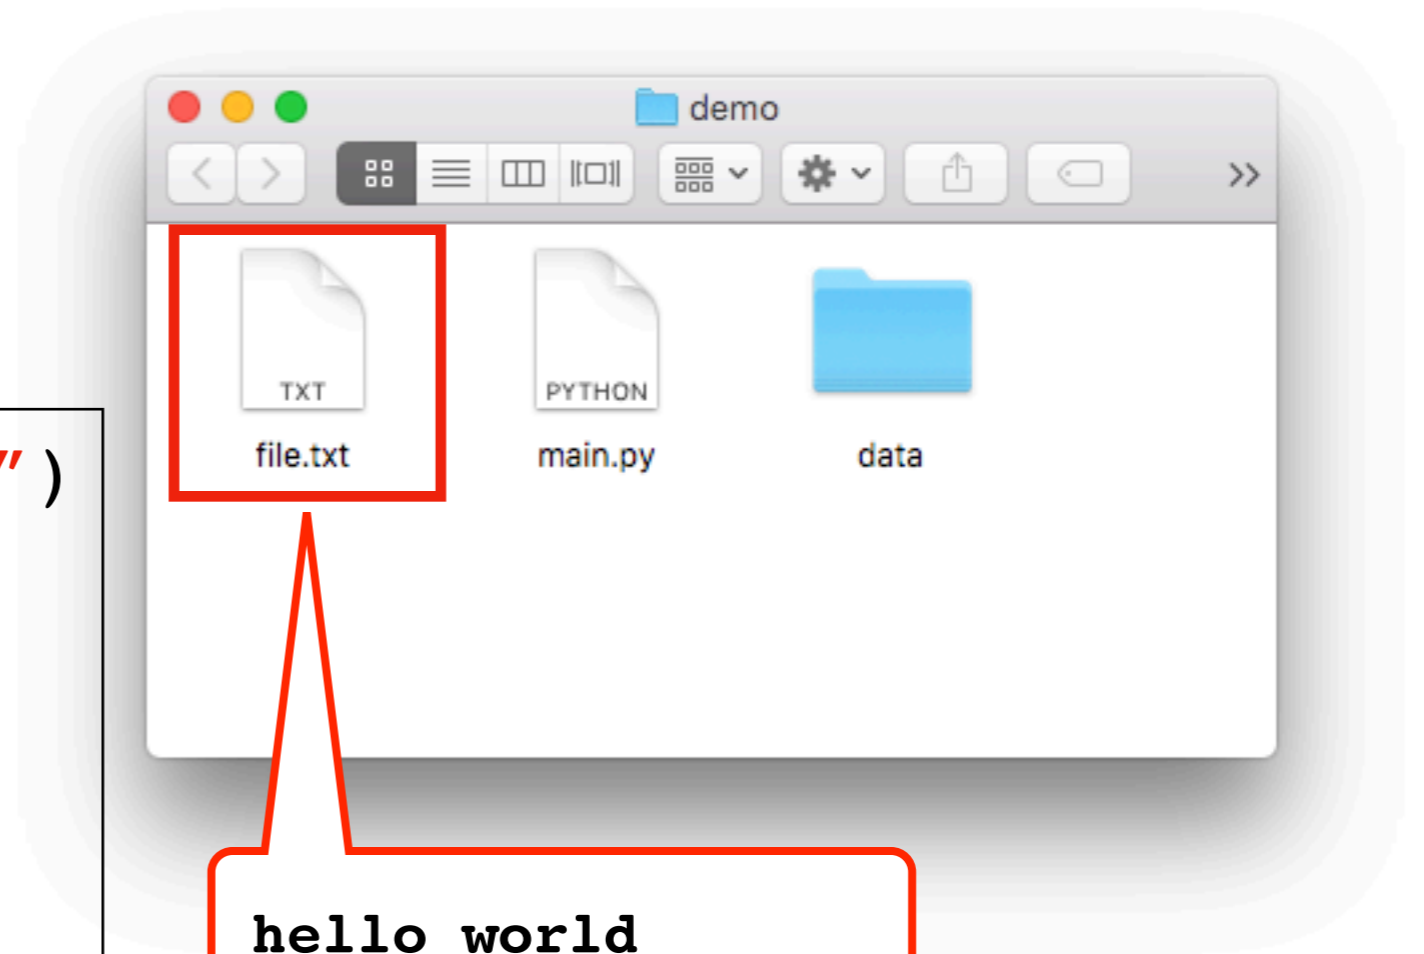 demo
TXT
PYTHON
file.txt
main.py
data
")
hello world